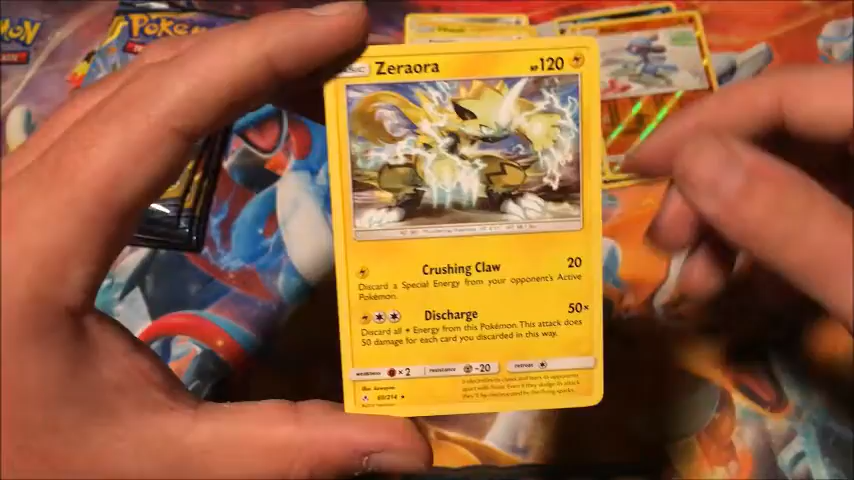 Pokém
Zeraora
HP120
Crushing Claw 20
Discard a Special Energy from your opponent's Active
Pokémon.
Discharge 50×
Discard all Energy from this Pokémon. This attack does
50 damage for each card you discarded in this way.
weakness ×2 resistance -20 retreat
/214